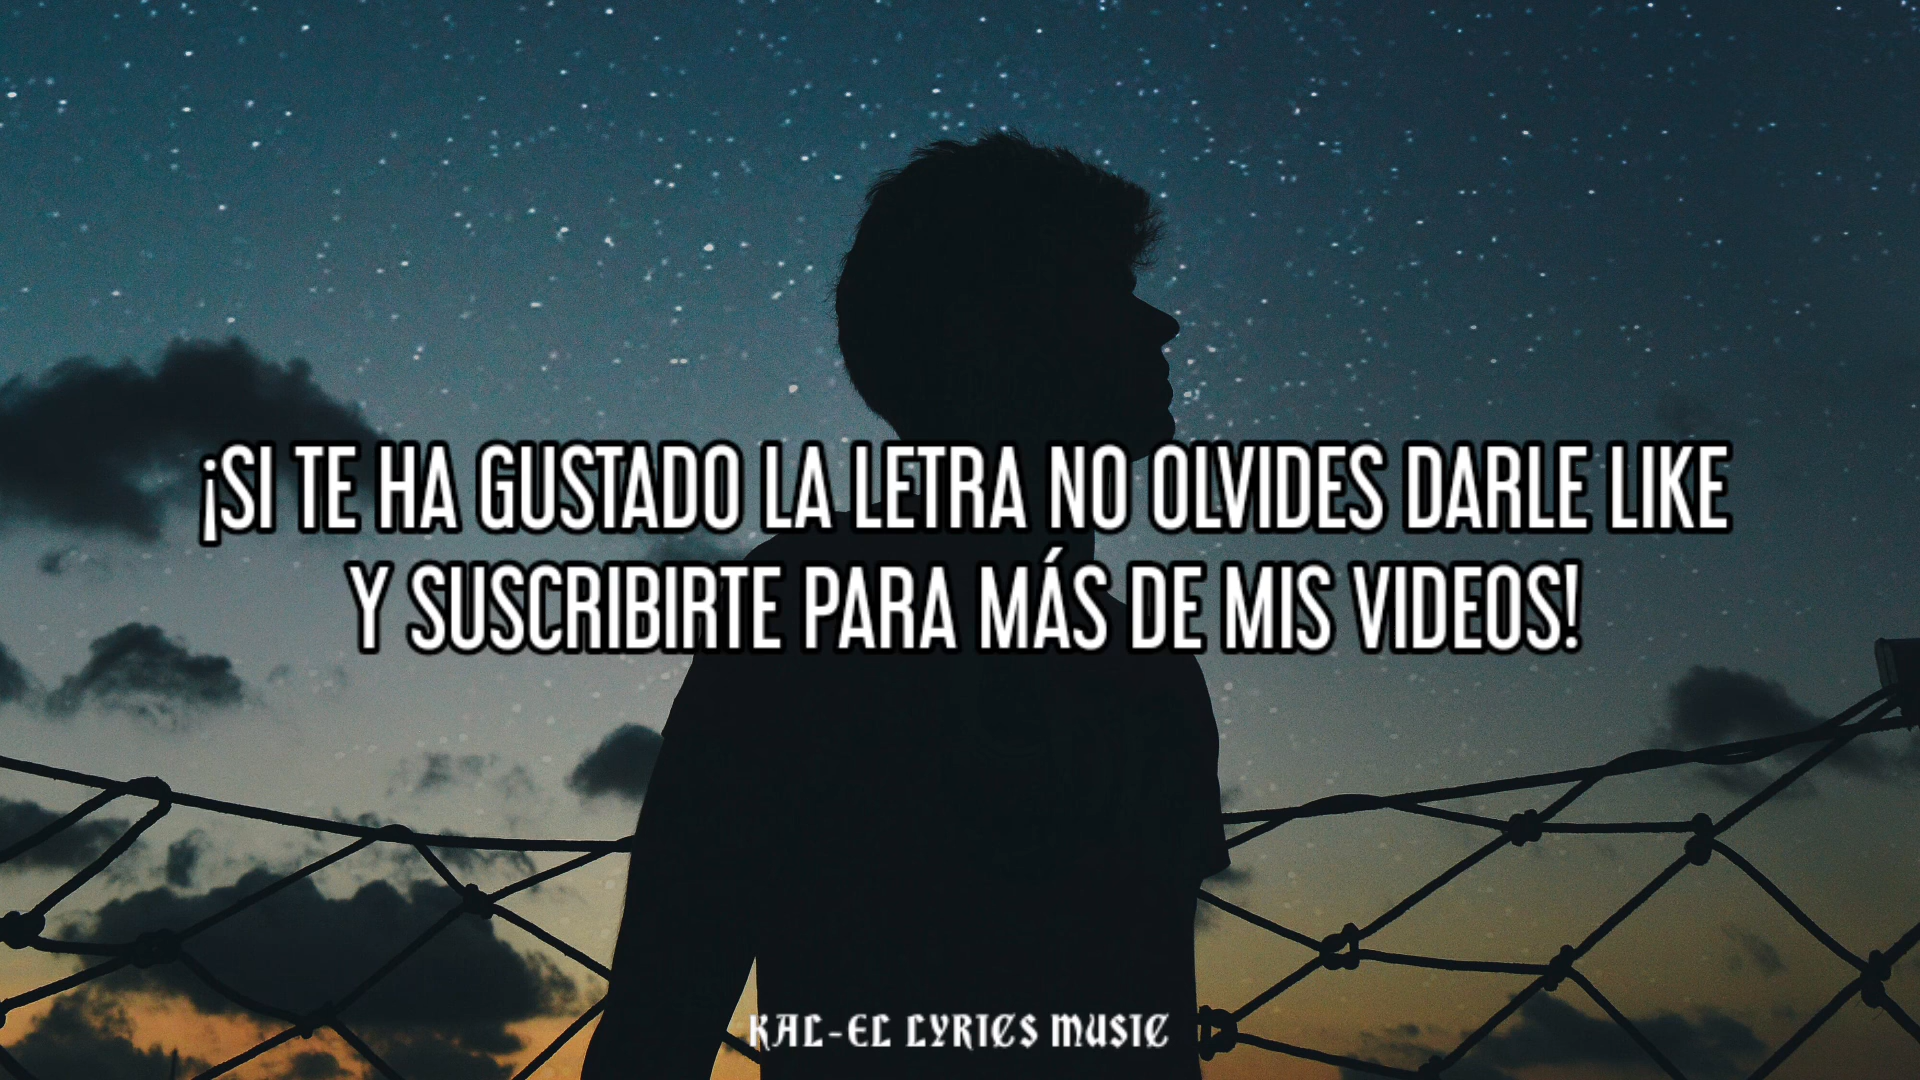 ¡SI TE HA GUSTADO LA LETRA NO OLVIDES DARLE LIKE
Y SUSCRIBIRTE PARA MÁS DE MIS VIDEOS!
KAL-EL LYRICS MUSIC